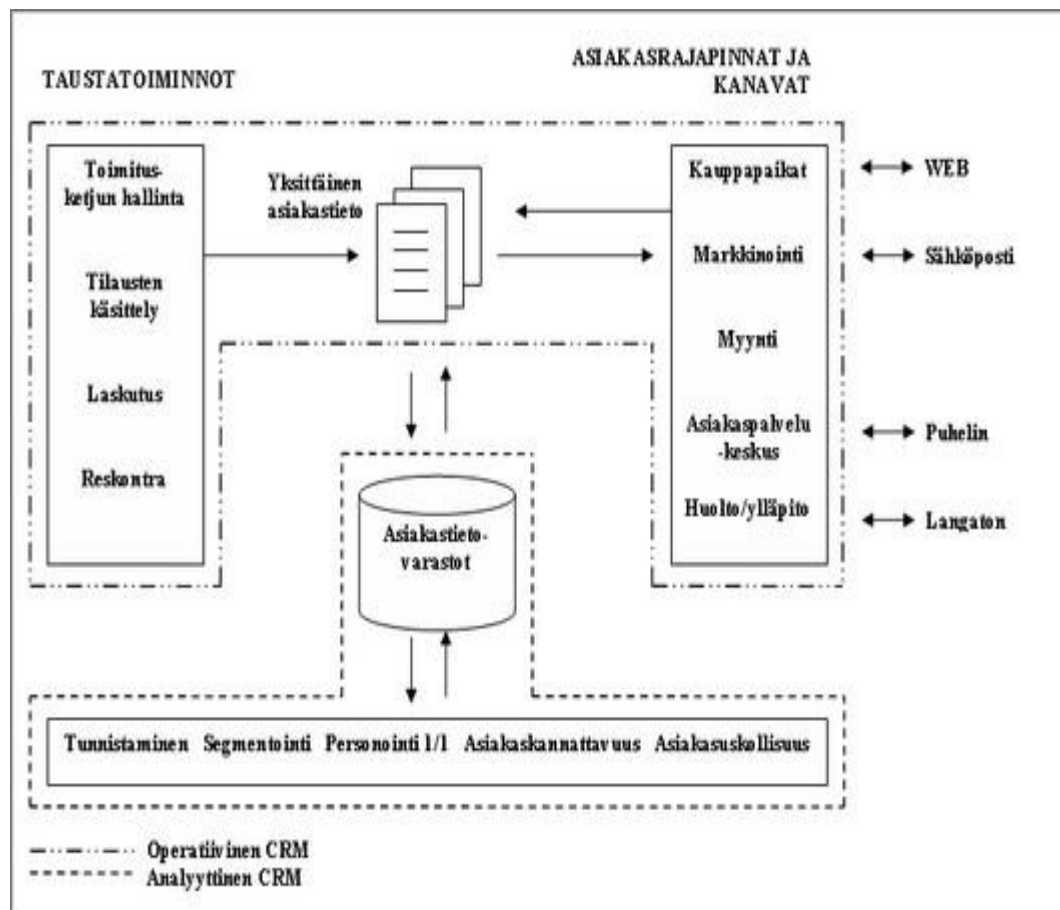 TAUSTATOIMINNOT
ASIAKASRAJAPINNAT JA
KANAVAT
Toimitus-
ketjun hallinta
Tilausten
käsittely
Laskutus
Reskontra
Yksittäinen
asiakastieto
Kauppapaikat
Markkinointi
Myynti
Asiakaspalvelu
-keskus
Huolto/ylläpito
WEB
Sähköposti
Puhelin
Langaton
Asiakastieto-
varastot
Tunnistaminen Segmentointi Personointi 1/1 Asiakaskannattavuus Asiakasuskollisuus
Operatiivinen CRM
Analyyttinen CRM